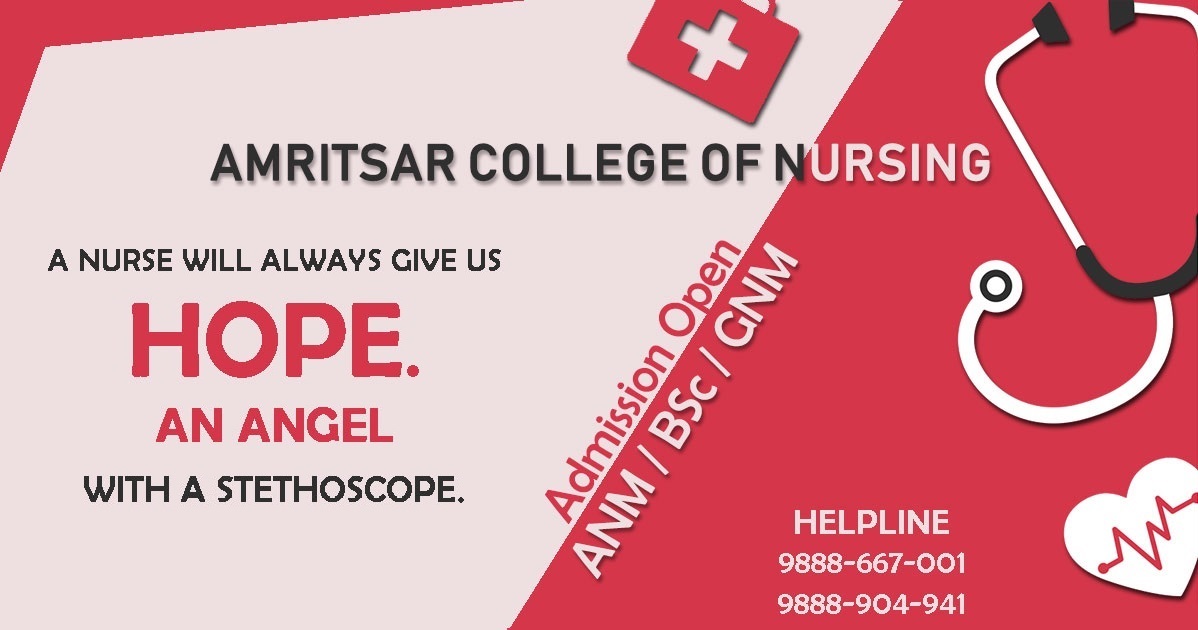 AMRITSAR COLLEGE OF NURSING
A NURSE WILL ALWAYS GIVE US
HOPE.
AN ANGEL
WITH A STETHOSCOPE.
Admission Open
ANM / BSc / GNM
HELPLINE
9888-667-001
9888-904-941